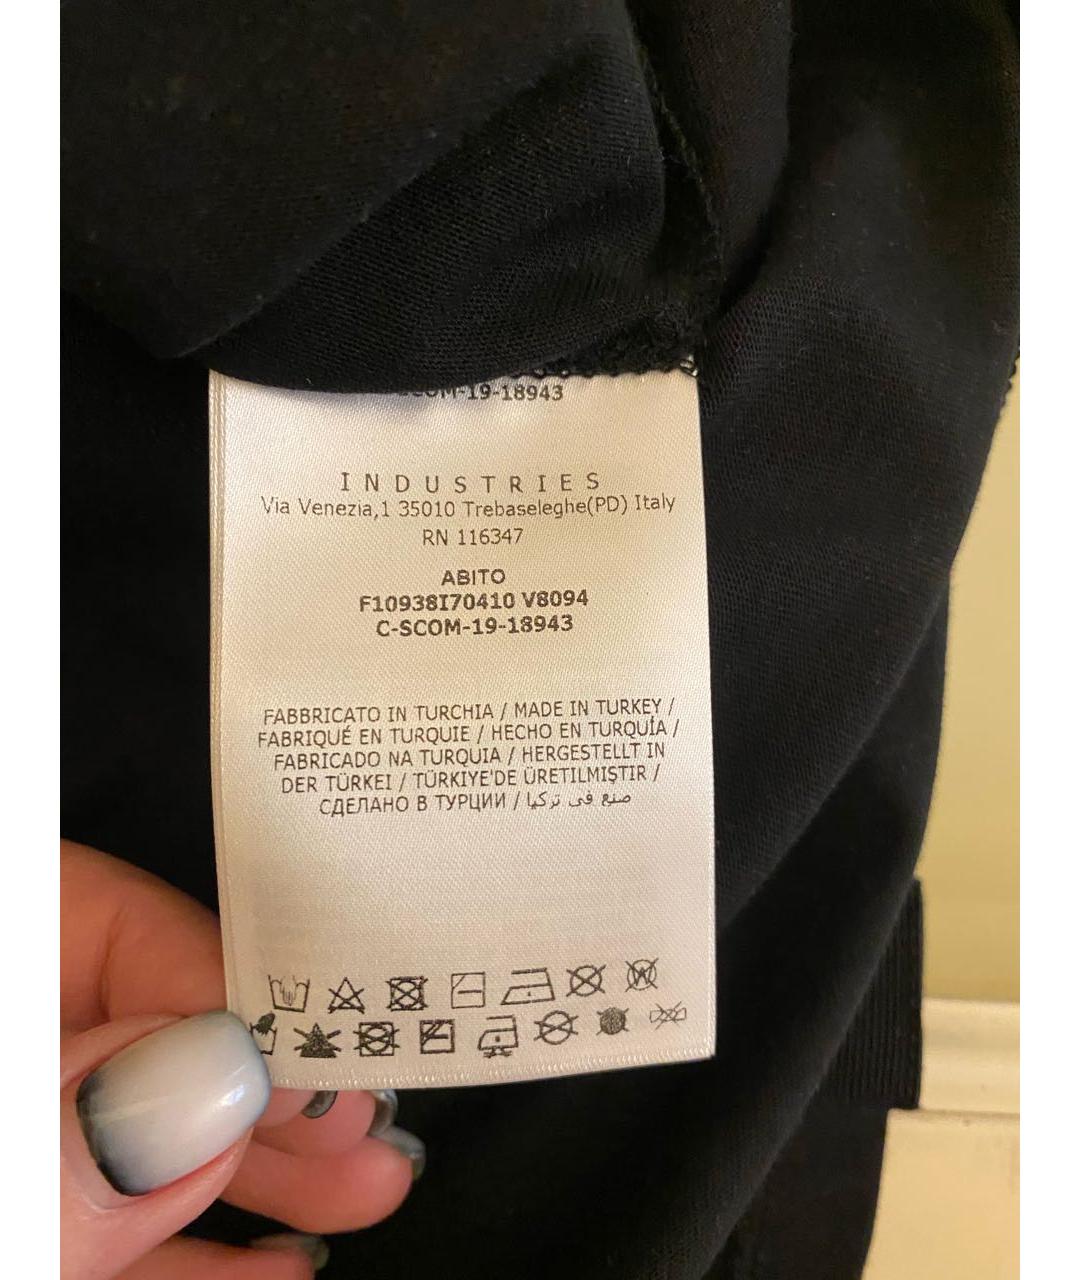 -19-18943
INDUSTRIES
Via Venezia,1 35010 Trebaseleghe(PD) Italy
RN 116347
ABITO
F10938I70410 V8094
C-SCOM-19-18943
FABBRICATO IN TURCHIA / MADE IN TURKEY /
FABRIQUÉ EN TURQUIE / HECHO EN TURQUÍA /
FABRICADO NA TURQUIA / HERGESTELLT IN
DER TÜRKEI / TÜRKIYE'DE ÜRETILMIŞTIR /
СДЕЛАНО В ТУРЦИИ / صنع في تركيا